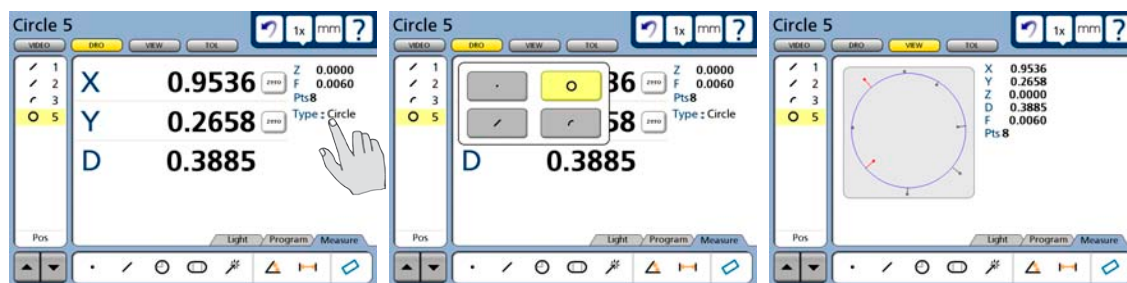 Circle 5
1x mm ?
VIDEO DRO VIEW TOL
1
2
3
5
X 0.9536 zero
Y 0.2658 zero
D 0.3885
Z 0.0000
F 0.0060
Pts 8
Type : Circle
Pos
Light Program Measure
Circle 5
1x mm ?
VIDEO DRO VIEW TOL
1
2
3
5
36 zero
58 zero
D 0.3885
Z 0.0000
F 0.0060
Pts 8
Type : Circle
Pos
Light Program Measure
Circle 5
1x mm ?
VIDEO DRO VIEW TOL
1
2
3
5
X 0.9536
Y 0.2658
Z 0.0000
D 0.3885
F 0.0060
Pts 8
Pos
Light Program Measure